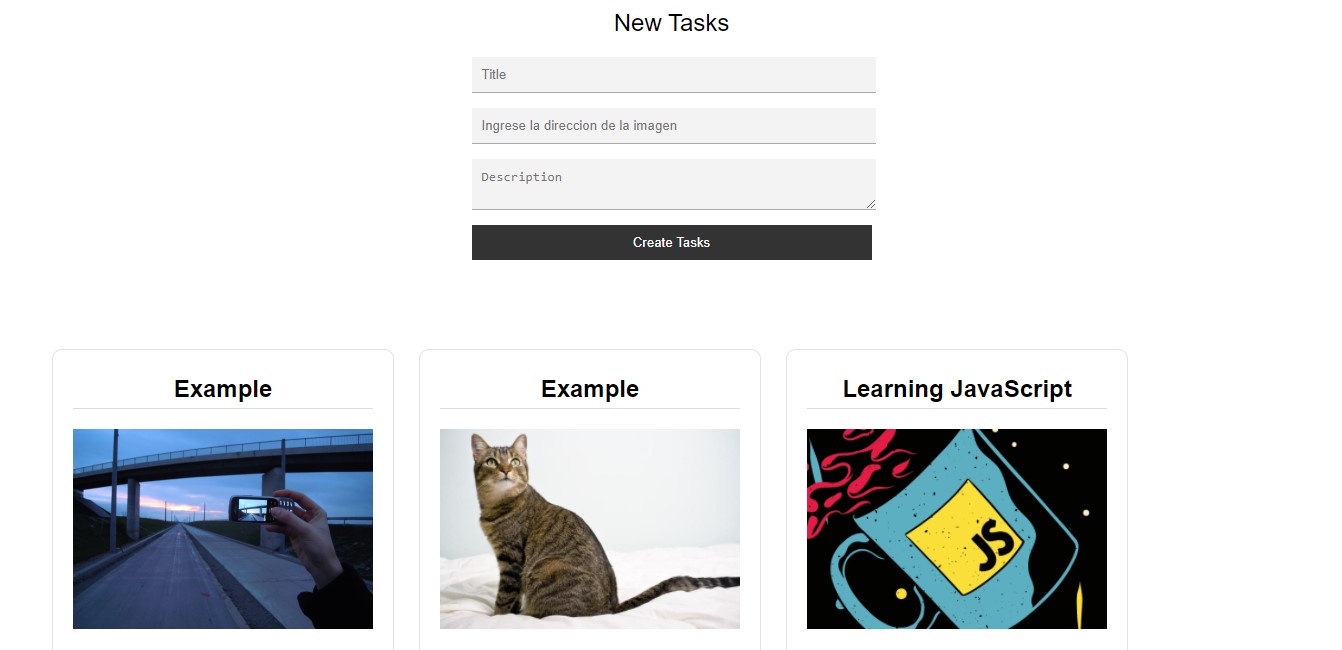 New Tasks
Title
Ingrese la direccion de la imagen
Description
Create Tasks
Example
Example
Learning JavaScript
JS